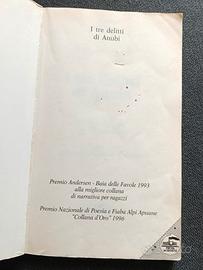 I tre delitti
di Anubi
Premio Andersen - Baia delle Favole 1993
alla migliore collana
di narrativa per ragazzi
Premio Nazionale di Poesia e Fiaba Alpi Apuane
"Collana d'Oro" 1996